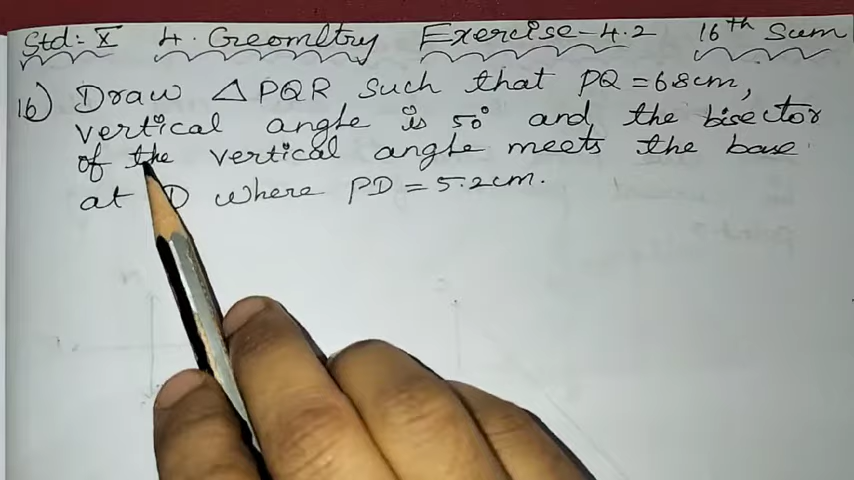 Std:- X 4. Geometry Exercise-4.2 16th Sum
16) Draw △PQR such that PQ = 6.8cm,
vertical angle is 50° and the bisector
of the vertical angle meets the base
at D where PD = 5.2cm.